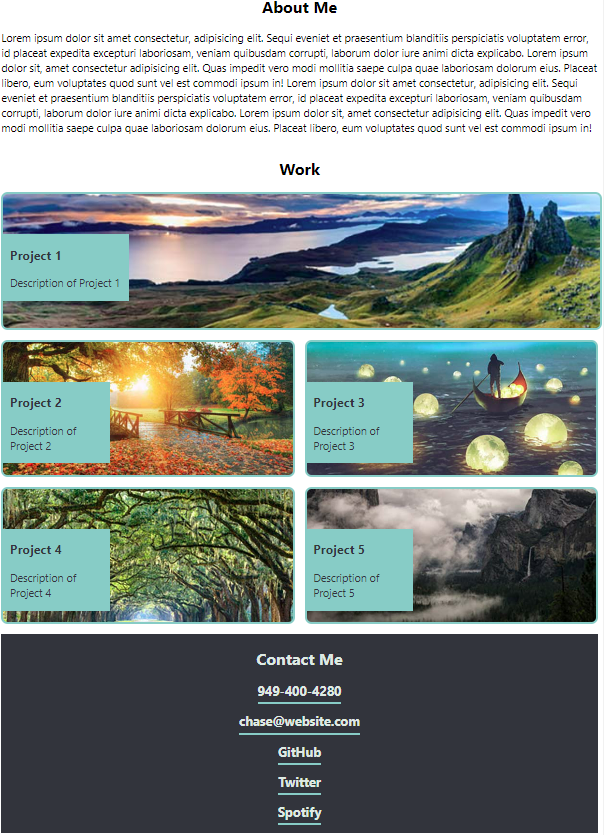 About Me
Lorem ipsum dolor sit amet consectetur, adipisicing elit. Sequi eveniet et praesentium blanditiis perspiciatis voluptatem error,
id placeat expedita excepturi laboriosam, veniam quibusdam corrupti, laborum dolor iure animi dicta explicabo. Lorem ipsum
dolor sit, amet consectetur adipisicing elit. Quas impedit vero modi mollitia saepe culpa quae laboriosam dolorum eius. Placeat
libero, eum voluptates quod sunt vel est commodi ipsum in! Lorem ipsum dolor sit amet consectetur, adipisicing elit. Sequi
eveniet et praesentium blanditiis perspiciatis voluptatem error, id placeat expedita excepturi laboriosam, veniam quibusdam
corrupti, laborum dolor iure animi dicta explicabo. Lorem ipsum dolor sit, amet consectetur adipisicing elit. Quas impedit vero
modi mollitia saepe culpa quae laboriosam dolorum eius. Placeat libero, eum voluptates quod sunt vel est commodi ipsum in!
Work
Project 1
Description of Project 1
Project 2
Description of
Project 2
Project 3
Description of
Project 3
Project 4
Description of
Project 4
Project 5
Description of
Project 5
Contact Me
949-400-4280
chase@website.com
GitHub
Twitter
Spotify